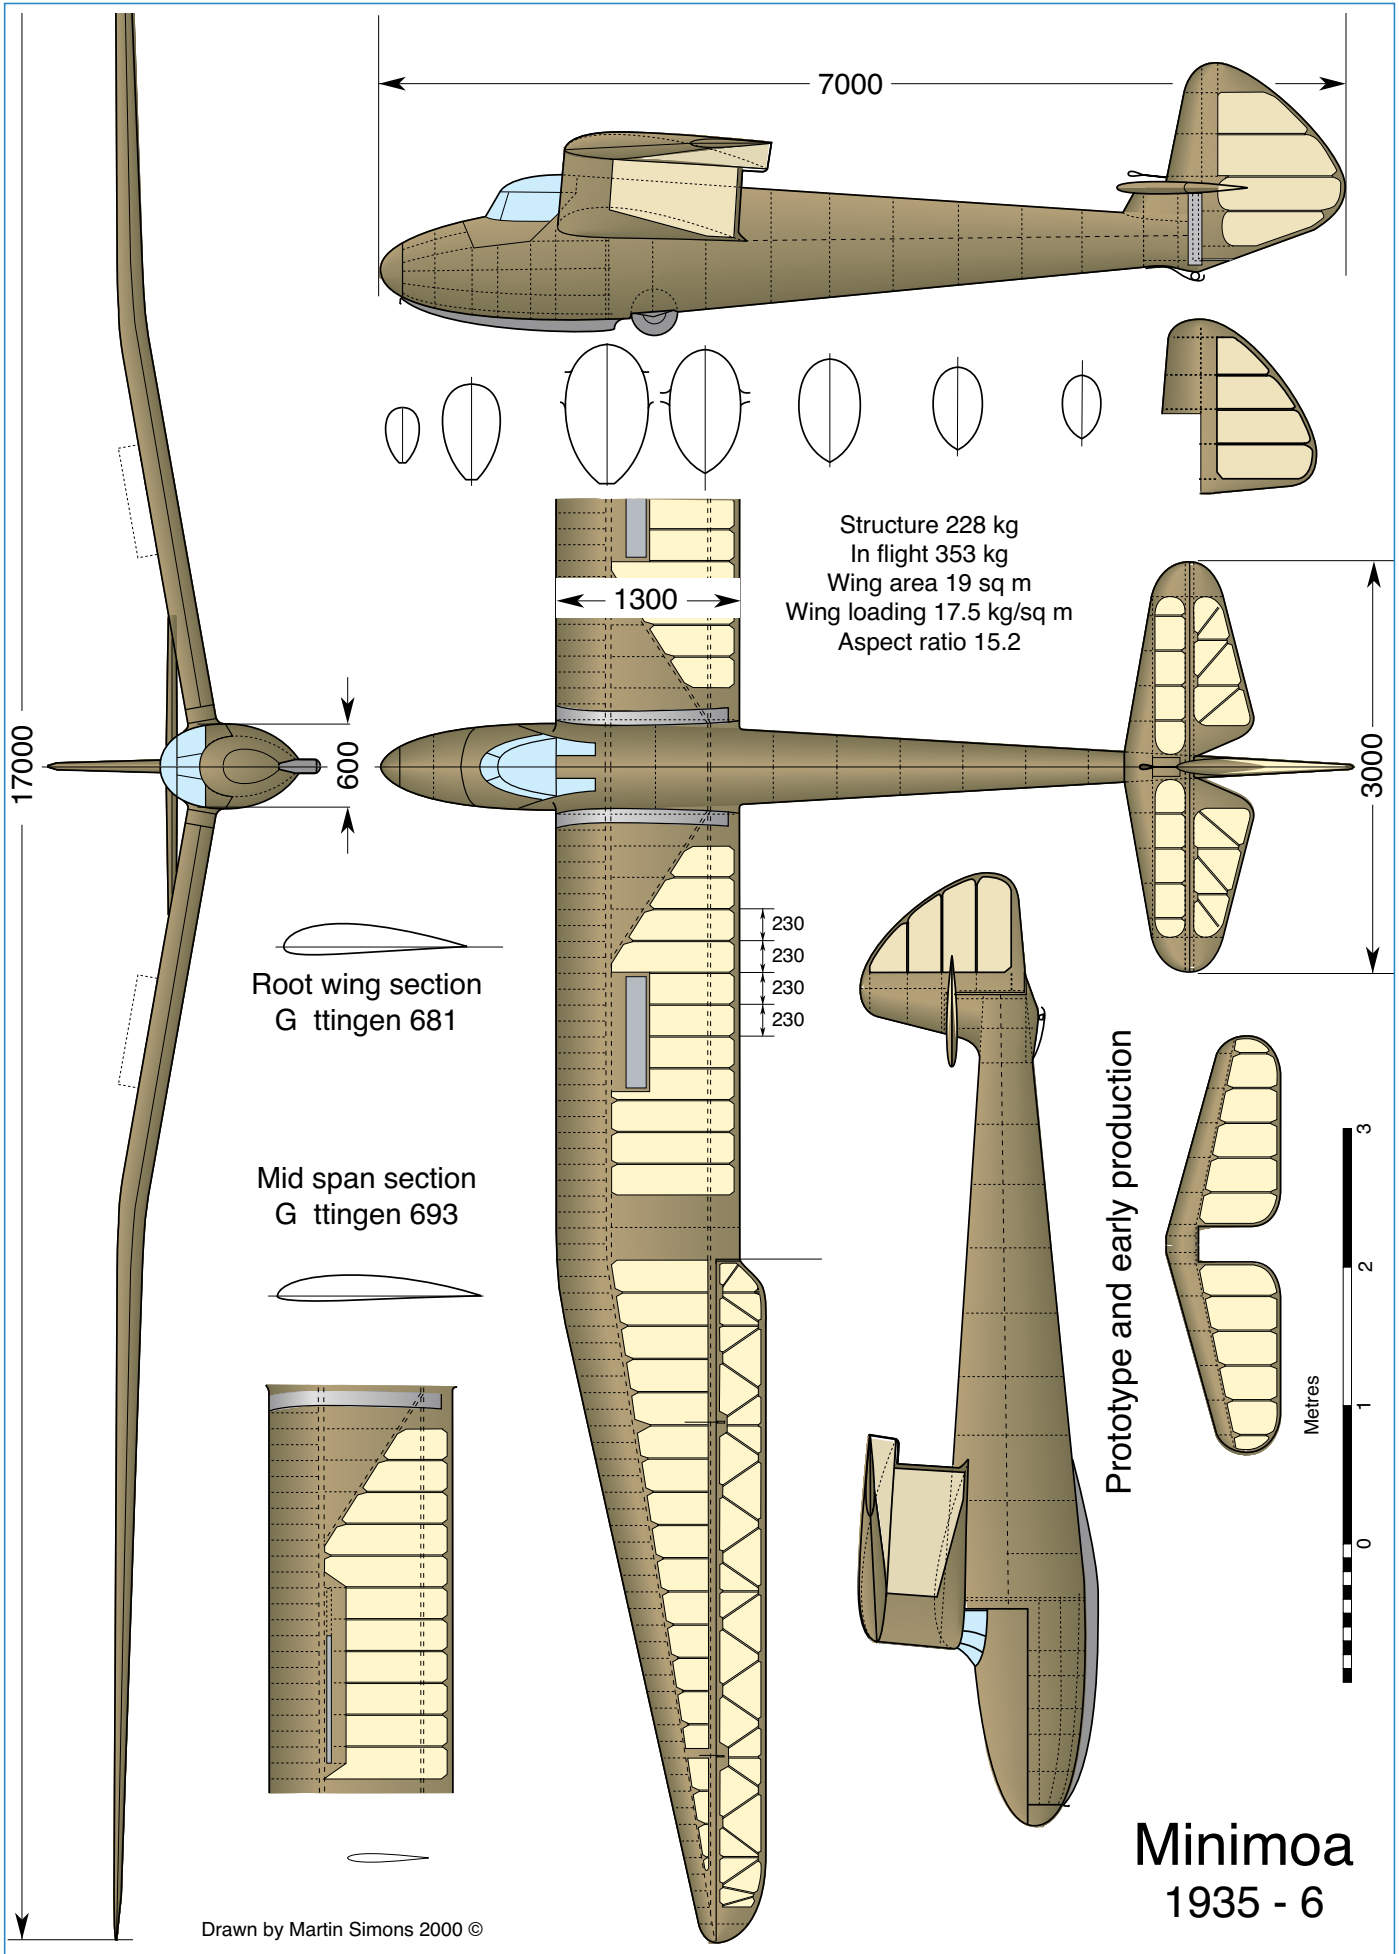 7000
Structure 228 kg
In flight 353 kg
Wing area 19 sq m
Wing loading 17.5 kg/sq m
Aspect ratio 15.2
1300
17000
600
3000
230
230
230
230
Root wing section
G ttingen 681
Mid span section
G ttingen 693
Prototype and early production
3
2
1
0
Metres
Minimoa
1935 - 6
Drawn by Martin Simons 2000 ©